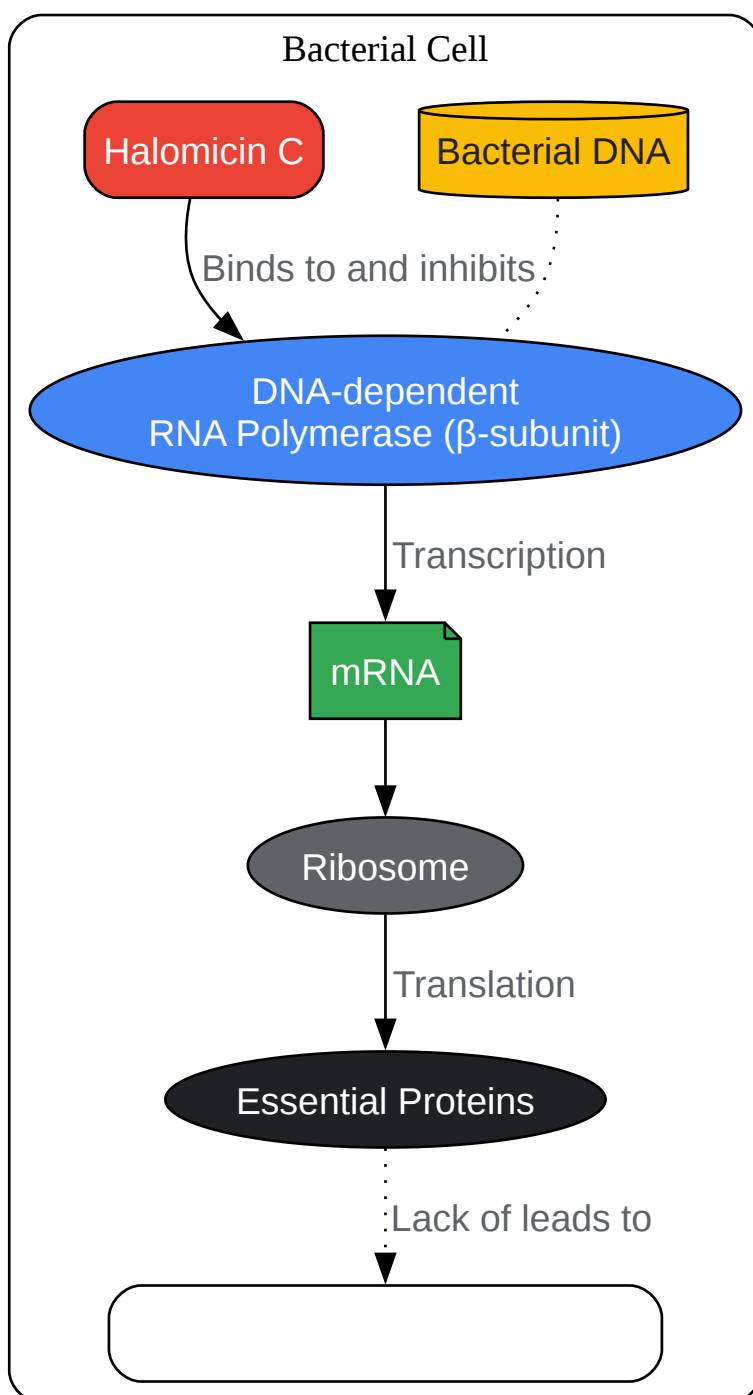 Bacterial Cell
Halomicin C
Bacterial DNA
Binds to and inhibits
DNA-dependent
RNA Polymerase (β-subunit)
Transcription
mRNA
Ribosome
Translation
Essential Proteins
Lack of leads to